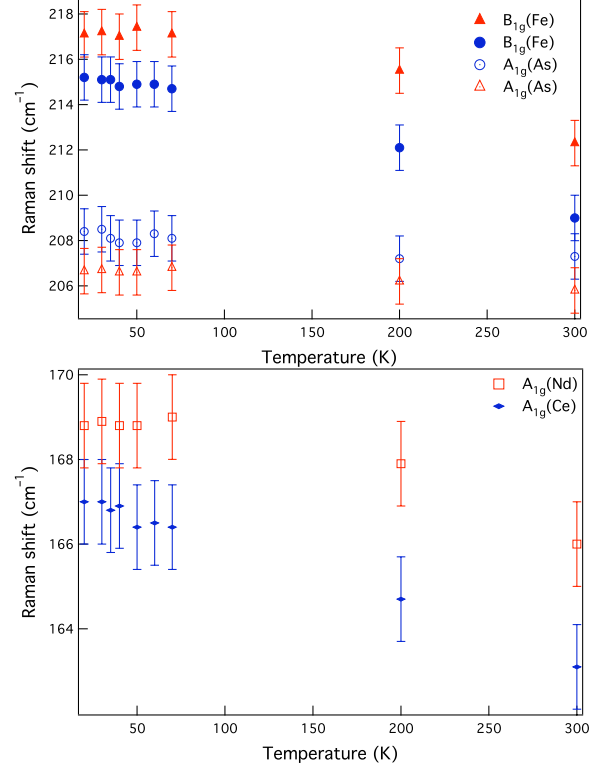 218
216
214
212
210
208
206
Raman shift (cm⁻¹)
B₁g(Fe)
B₁g(Fe)
A₁g(As)
A₁g(As)
50 100 150 200 250 300
Temperature (K)
170
168
166
164
Raman shift (cm⁻¹)
A₁g(Nd)
A₁g(Ce)
50 100 150 200 250 300
Temperature (K)